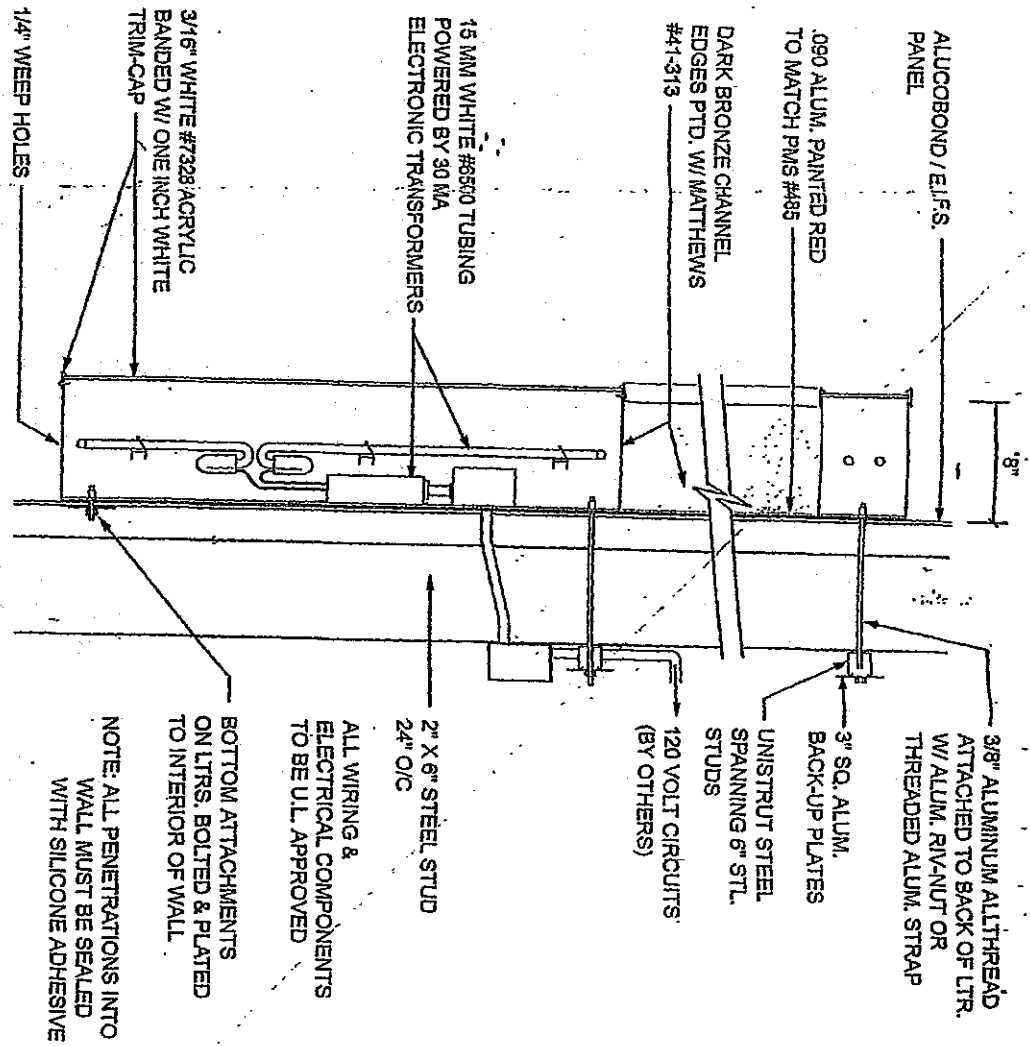 ALUCOBOND / E.I.F.S.
PANEL
.090 ALUM. PAINTED RED
TO MATCH PMS #485
DARK BRONZE CHANNEL
EDGES PTD. W/ MATTHEWS
#41-313
15 MM WHITE #6500 TUBING
POWERED BY 30 MA
ELECTRONIC TRANSFORMERS
3/16" WHITE #7328 ACRYLIC
BANDED W/ ONE INCH WHITE
TRIM-CAP
1/4" WEEP HOLES
8"
3/8" ALUMINUM ALLTHREAD
ATTACHED TO BACK OF LTR.
W/ ALUM. RIV-NUT OR
THREADED ALUM. STRAP
3" SQ. ALUM.
BACK-UP PLATES
UNISTRUT STEEL
SPANNING 6" STL.
STUDS
120 VOLT CIRCUITS
(BY OTHERS)
2" X 6" STEEL STUD
24" O/C
ALL WIRING &
ELECTRICAL COMPONENTS
TO BE U.L. APPROVED
BOTTOM ATTACHMENTS
ON LTRS. BOLTED & PLATED
TO INTERIOR OF WALL
NOTE: ALL PENETRATIONS INTO
WALL MUST BE SEALED
WITH SILICONE ADHESIVE